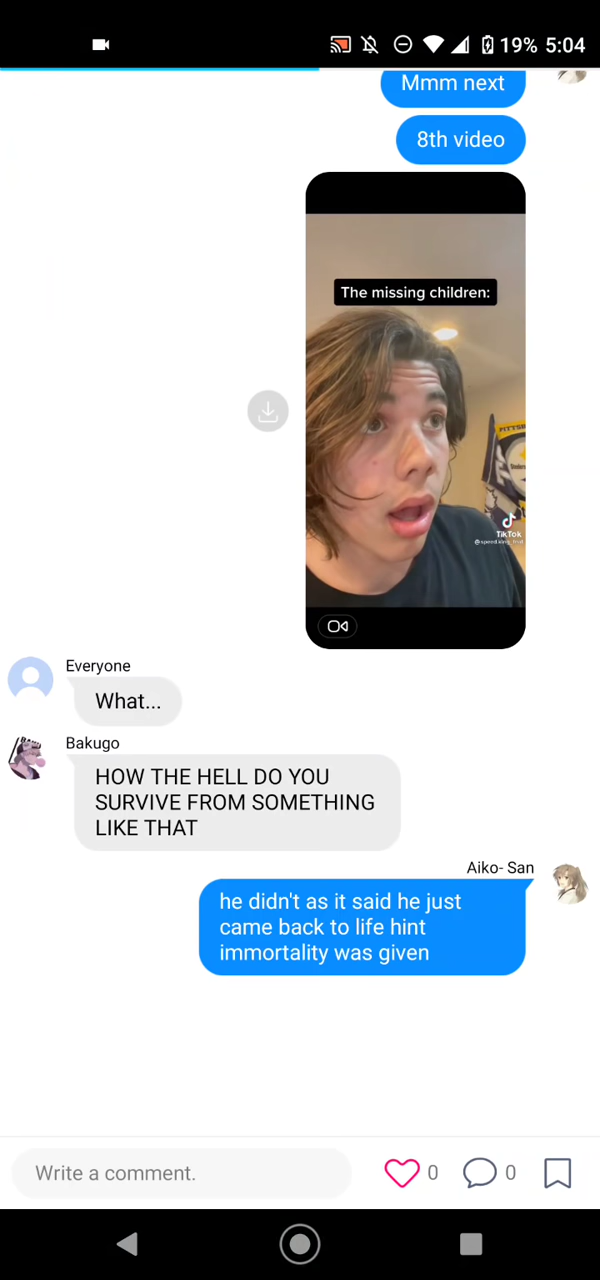 19% 5:04
Mmm next
8th video
The missing children:
TikTok
Everyone
What...
Bakugo
HOW THE HELL DO YOU
SURVIVE FROM SOMETHING
LIKE THAT
Aiko- San
he didn't as it said he just
came back to life hint
immortality was given
Write a comment.
0
0